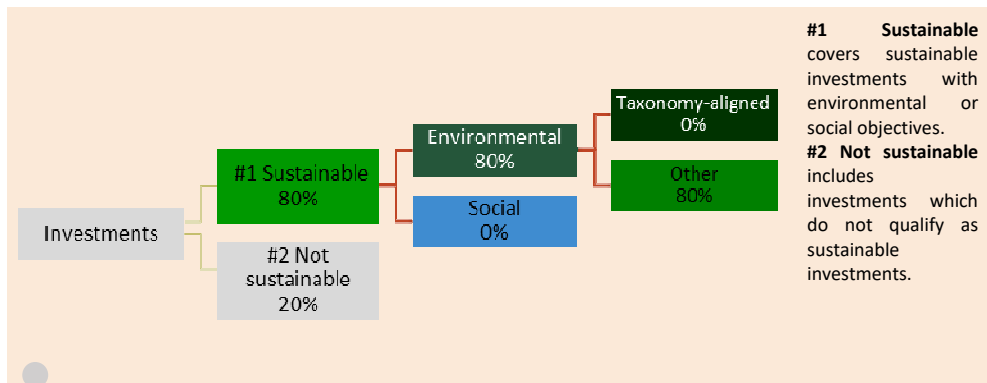 Investments
#1 Sustainable
80%
#2 Not
sustainable
20%
Environmental
80%
Social
0%
Taxonomy-aligned
0%
Other
80%
#1 Sustainable
covers sustainable
investments with
environmental or
social objectives.
#2 Not sustainable
includes
investments which
do not qualify as
sustainable
investments.